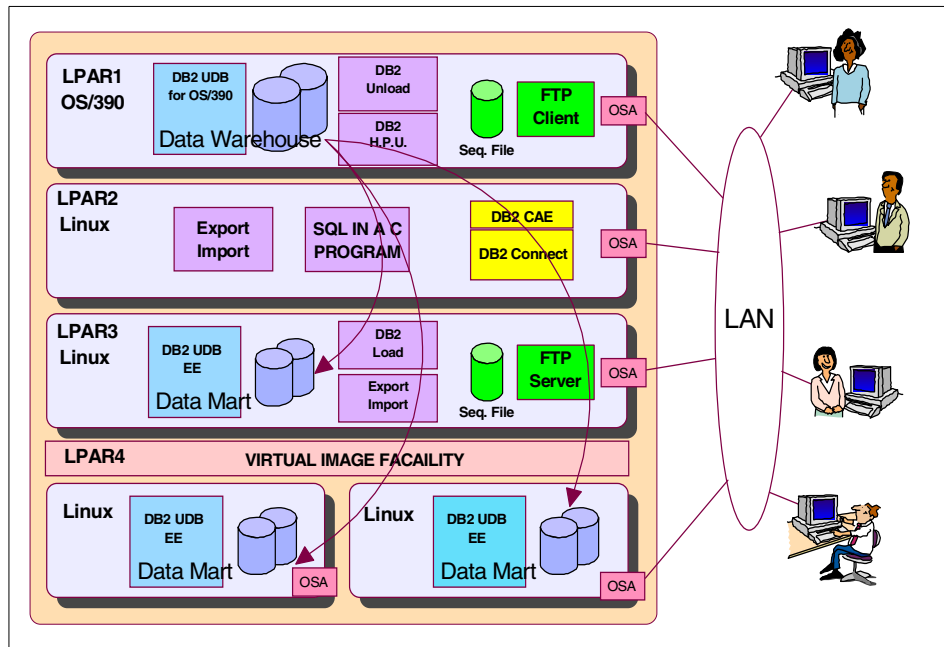 LPAR1
OS/390
DB2 UDB
for OS/390
Data Warehouse
DB2
Unload
DB2
H.P.U.
Seq. File
FTP
Client
OSA
LPAR2
Linux
Export
Import
SQL IN A C
PROGRAM
DB2 CAE
DB2 Connect
OSA
LPAR3
Linux
DB2 UDB
EE
Data Mart
DB2
Load
Export
Import
Seq. File
FTP
Server
OSA
LPAR4
VIRTUAL IMAGE FACAILITY
Linux
DB2 UDB
EE
Data Mart
OSA
Linux
DB2 UDB
EE
Data Mart
OSA
LAN